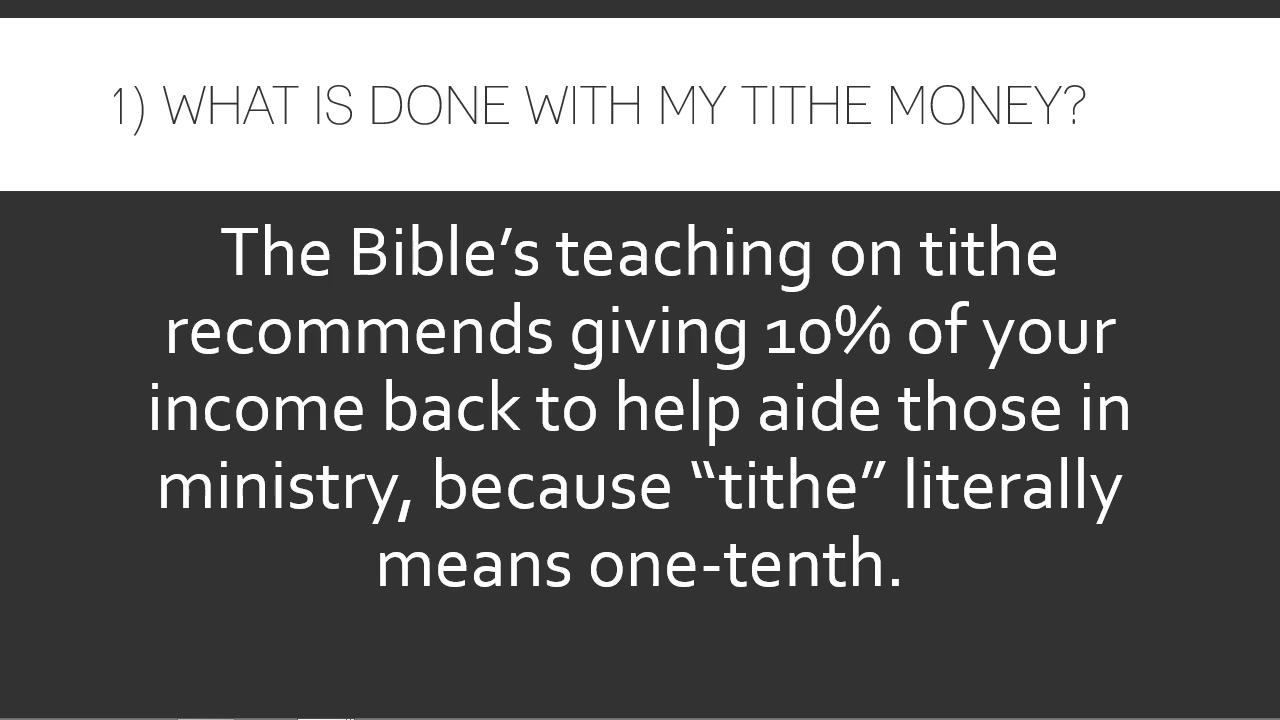 1) WHAT IS DONE WITH MY TITHE MONEY?
The Bible’s teaching on tithe
recommends giving 10% of your
income back to help aide those in
ministry, because “tithe” literally
means one-tenth.